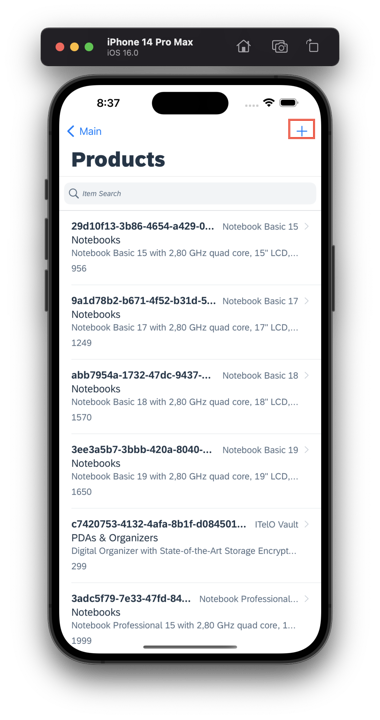 iPhone 14 Pro Max
iOS 16.0
8:37
Main
Products
Item Search
29d10f13-3b86-4654-a429-0... Notebook Basic 15
Notebooks
Notebook Basic 15 with 2,80 GHz quad core, 15" LCD,...
956
9a1d78b2-b671-4f52-b31d-5... Notebook Basic 17
Notebooks
Notebook Basic 17 with 2,80 GHz quad core, 17" LCD,...
1249
abb7954a-1732-47dc-9437-... Notebook Basic 18
Notebooks
Notebook Basic 18 with 2,80 GHz quad core, 18" LCD,...
1570
3ee3a5b7-3bbb-420a-8040-... Notebook Basic 19
Notebooks
Notebook Basic 19 with 2,80 GHz quad core, 19" LCD,...
1650
c7420753-4132-4afa-8b1f-d084501... ITelO Vault
PDAs & Organizers
Digital Organizer with State-of-the-Art Storage Encrypt...
299
3adc5f79-7e33-47fd-84... Notebook Professional...
Notebooks
Notebook Professional 15 with 2,80 GHz quad core, 1...
1999